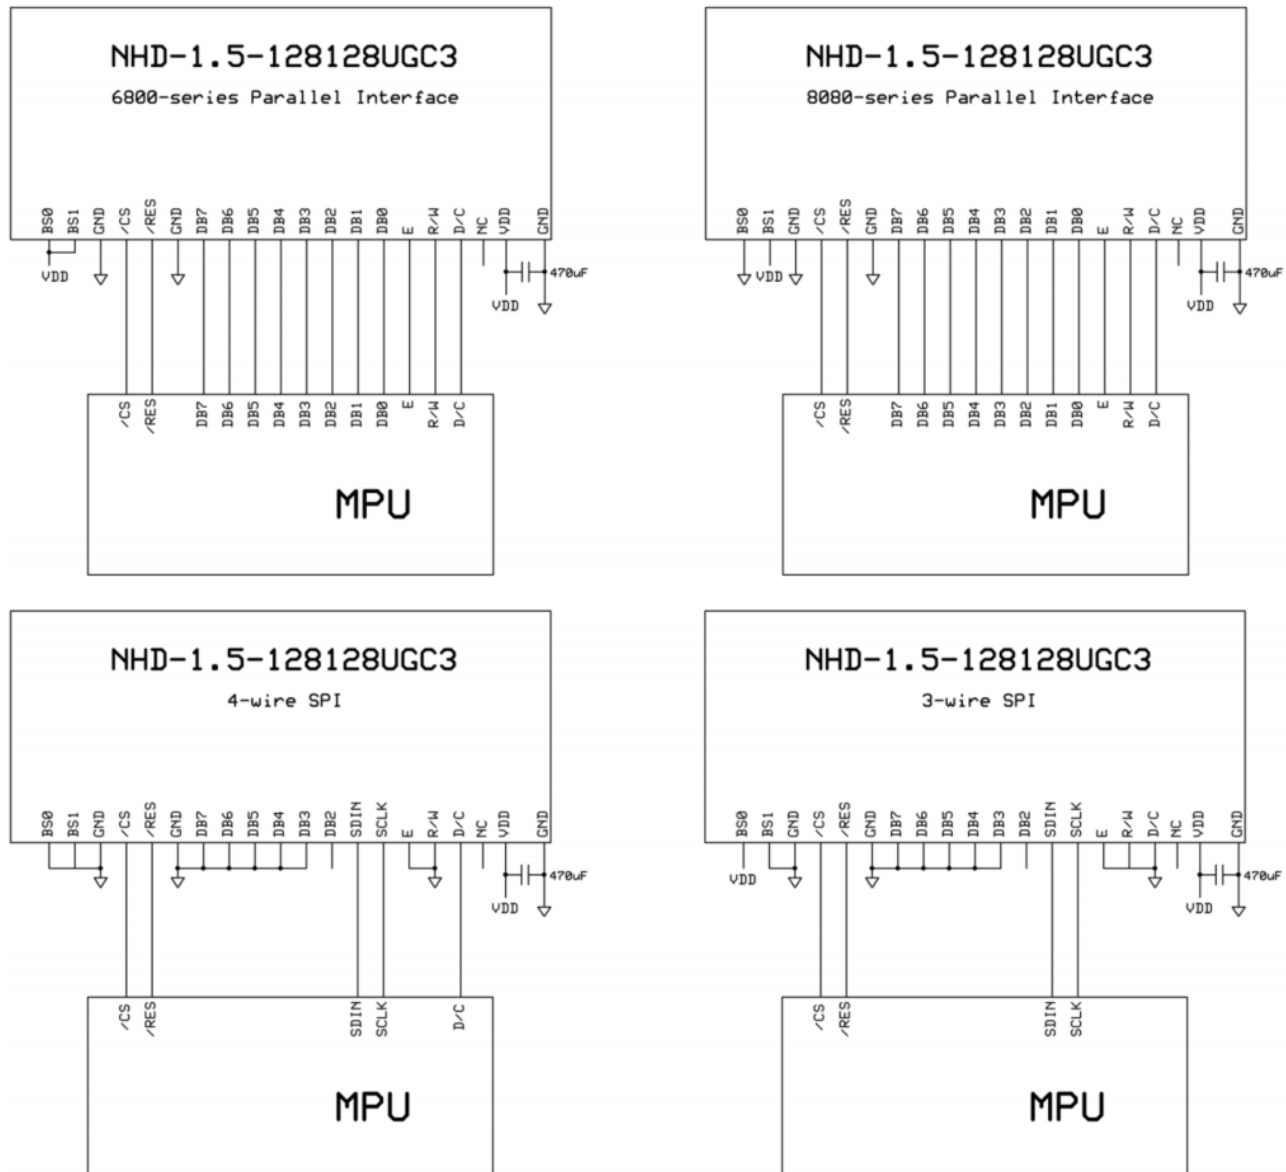 NHD-1.5-128128UGC3
6800-series Parallel Interface
BS0 BS1 GND /CS /RES GND DB7 DB6 DB5 DB4 DB3 DB2 DB1 DB0 E R/W D/C NC VDD GND
VDD
470uF
VDD
/CS /RES DB7 DB6 DB5 DB4 DB3 DB2 DB1 DB0 E R/W D/C
MPU
NHD-1.5-128128UGC3
8080-series Parallel Interface
BS0 BS1 GND /CS /RES GND DB7 DB6 DB5 DB4 DB3 DB2 DB1 DB0 E R/W D/C NC VDD GND
VDD
470uF
VDD
/CS /RES DB7 DB6 DB5 DB4 DB3 DB2 DB1 DB0 E R/W D/C
MPU
NHD-1.5-128128UGC3
4-wire SPI
BS0 BS1 GND /CS /RES GND DB7 DB6 DB5 DB4 DB3 DB2 SDIN SCLK E R/W D/C NC VDD GND
470uF
VDD
/CS /RES SDIN SCLK D/C
MPU
NHD-1.5-128128UGC3
3-wire SPI
BS0 BS1 GND /CS /RES GND DB7 DB6 DB5 DB4 DB3 DB2 SDIN SCLK E R/W D/C NC VDD GND
VDD
470uF
VDD
/CS /RES SDIN SCLK
MPU